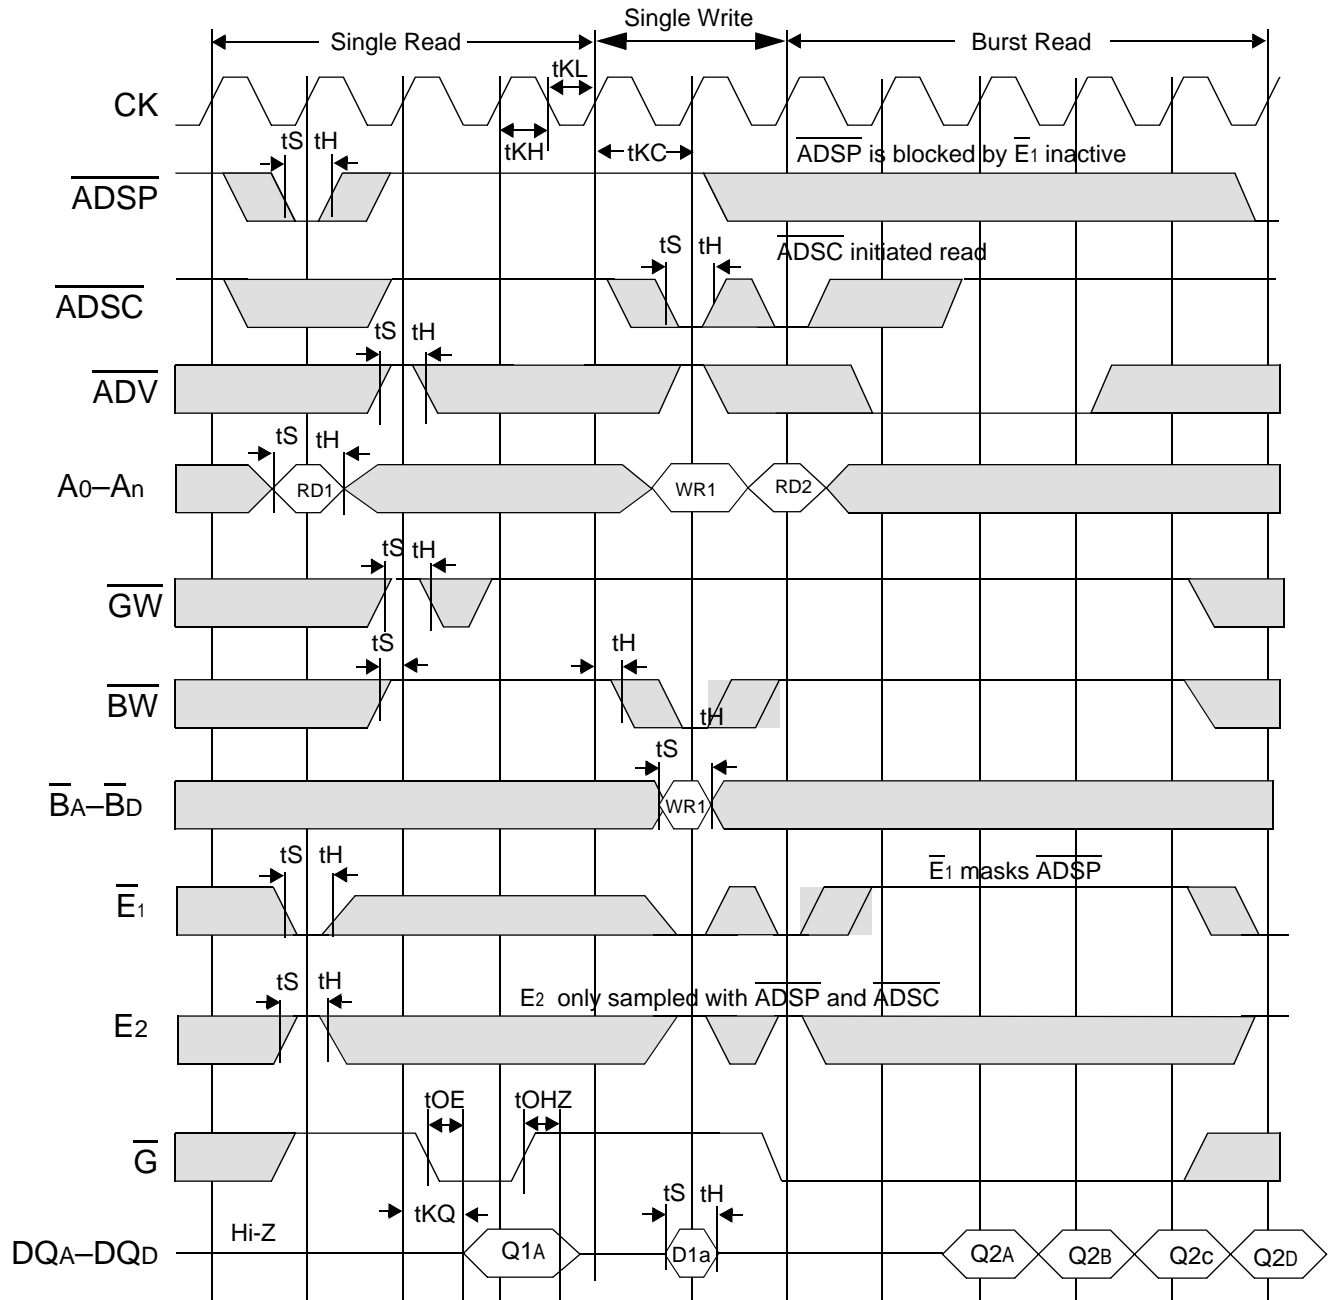 Single Write
Single Read
Burst Read
tKL
CK
tS tH
tKH
tKC
ADSP is blocked by E1 inactive
ADSP
tS tH
ADSC initiated read
ADSC
tS tH
ADV
tS tH
A0–An
RD1
WR1
RD2
tS tH
GW
tS
tH
BW
tH
tS
BA–BD
WR1
tS tH
E1 masks ADSP
E1
tS tH
E2 only sampled with ADSP and ADSC
E2
tOE
tOHZ
G
tS tH
tKQ
Hi-Z
DQA–DQD
Q1A
D1a
Q2A
Q2B
Q2c
Q2D